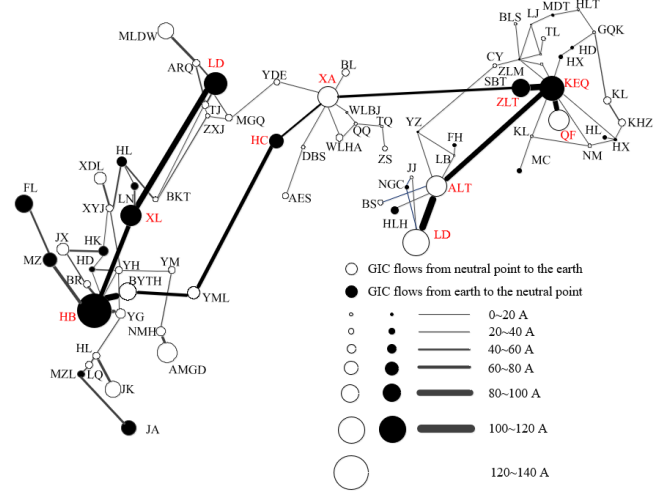 HLT
MDT
LJ
BLS
GQK
TL
MLDW
HD
HX
CY
LD
ARQ
BL
XA
YDE
ZLM
SBT
KEQ
KL
ZLT
TJ
WLBJ
MGQ
ZXJ
TQ
QQ
YZ
QF
KHZ
HC
KL
HL
HX
FH
WLHA
ZS
NM
DBS
LB
MC
HL
XDL
JJ
NGC
ALT
LN
BKT
AES
FL
BS
XYJ
XL
HLH
LD
JX
HK
MZ
HD
YH
YM
GIC flows from neutral point to the earth
BR
BYTH
GIC flows from earth to the neutral point
YML
HB
YG
0~20 A
NMH
20~40 A
HL
40~60 A
AMGD
60~80 A
MZL
LQ
JK
80~100 A
JA
100~120 A
120~140 A